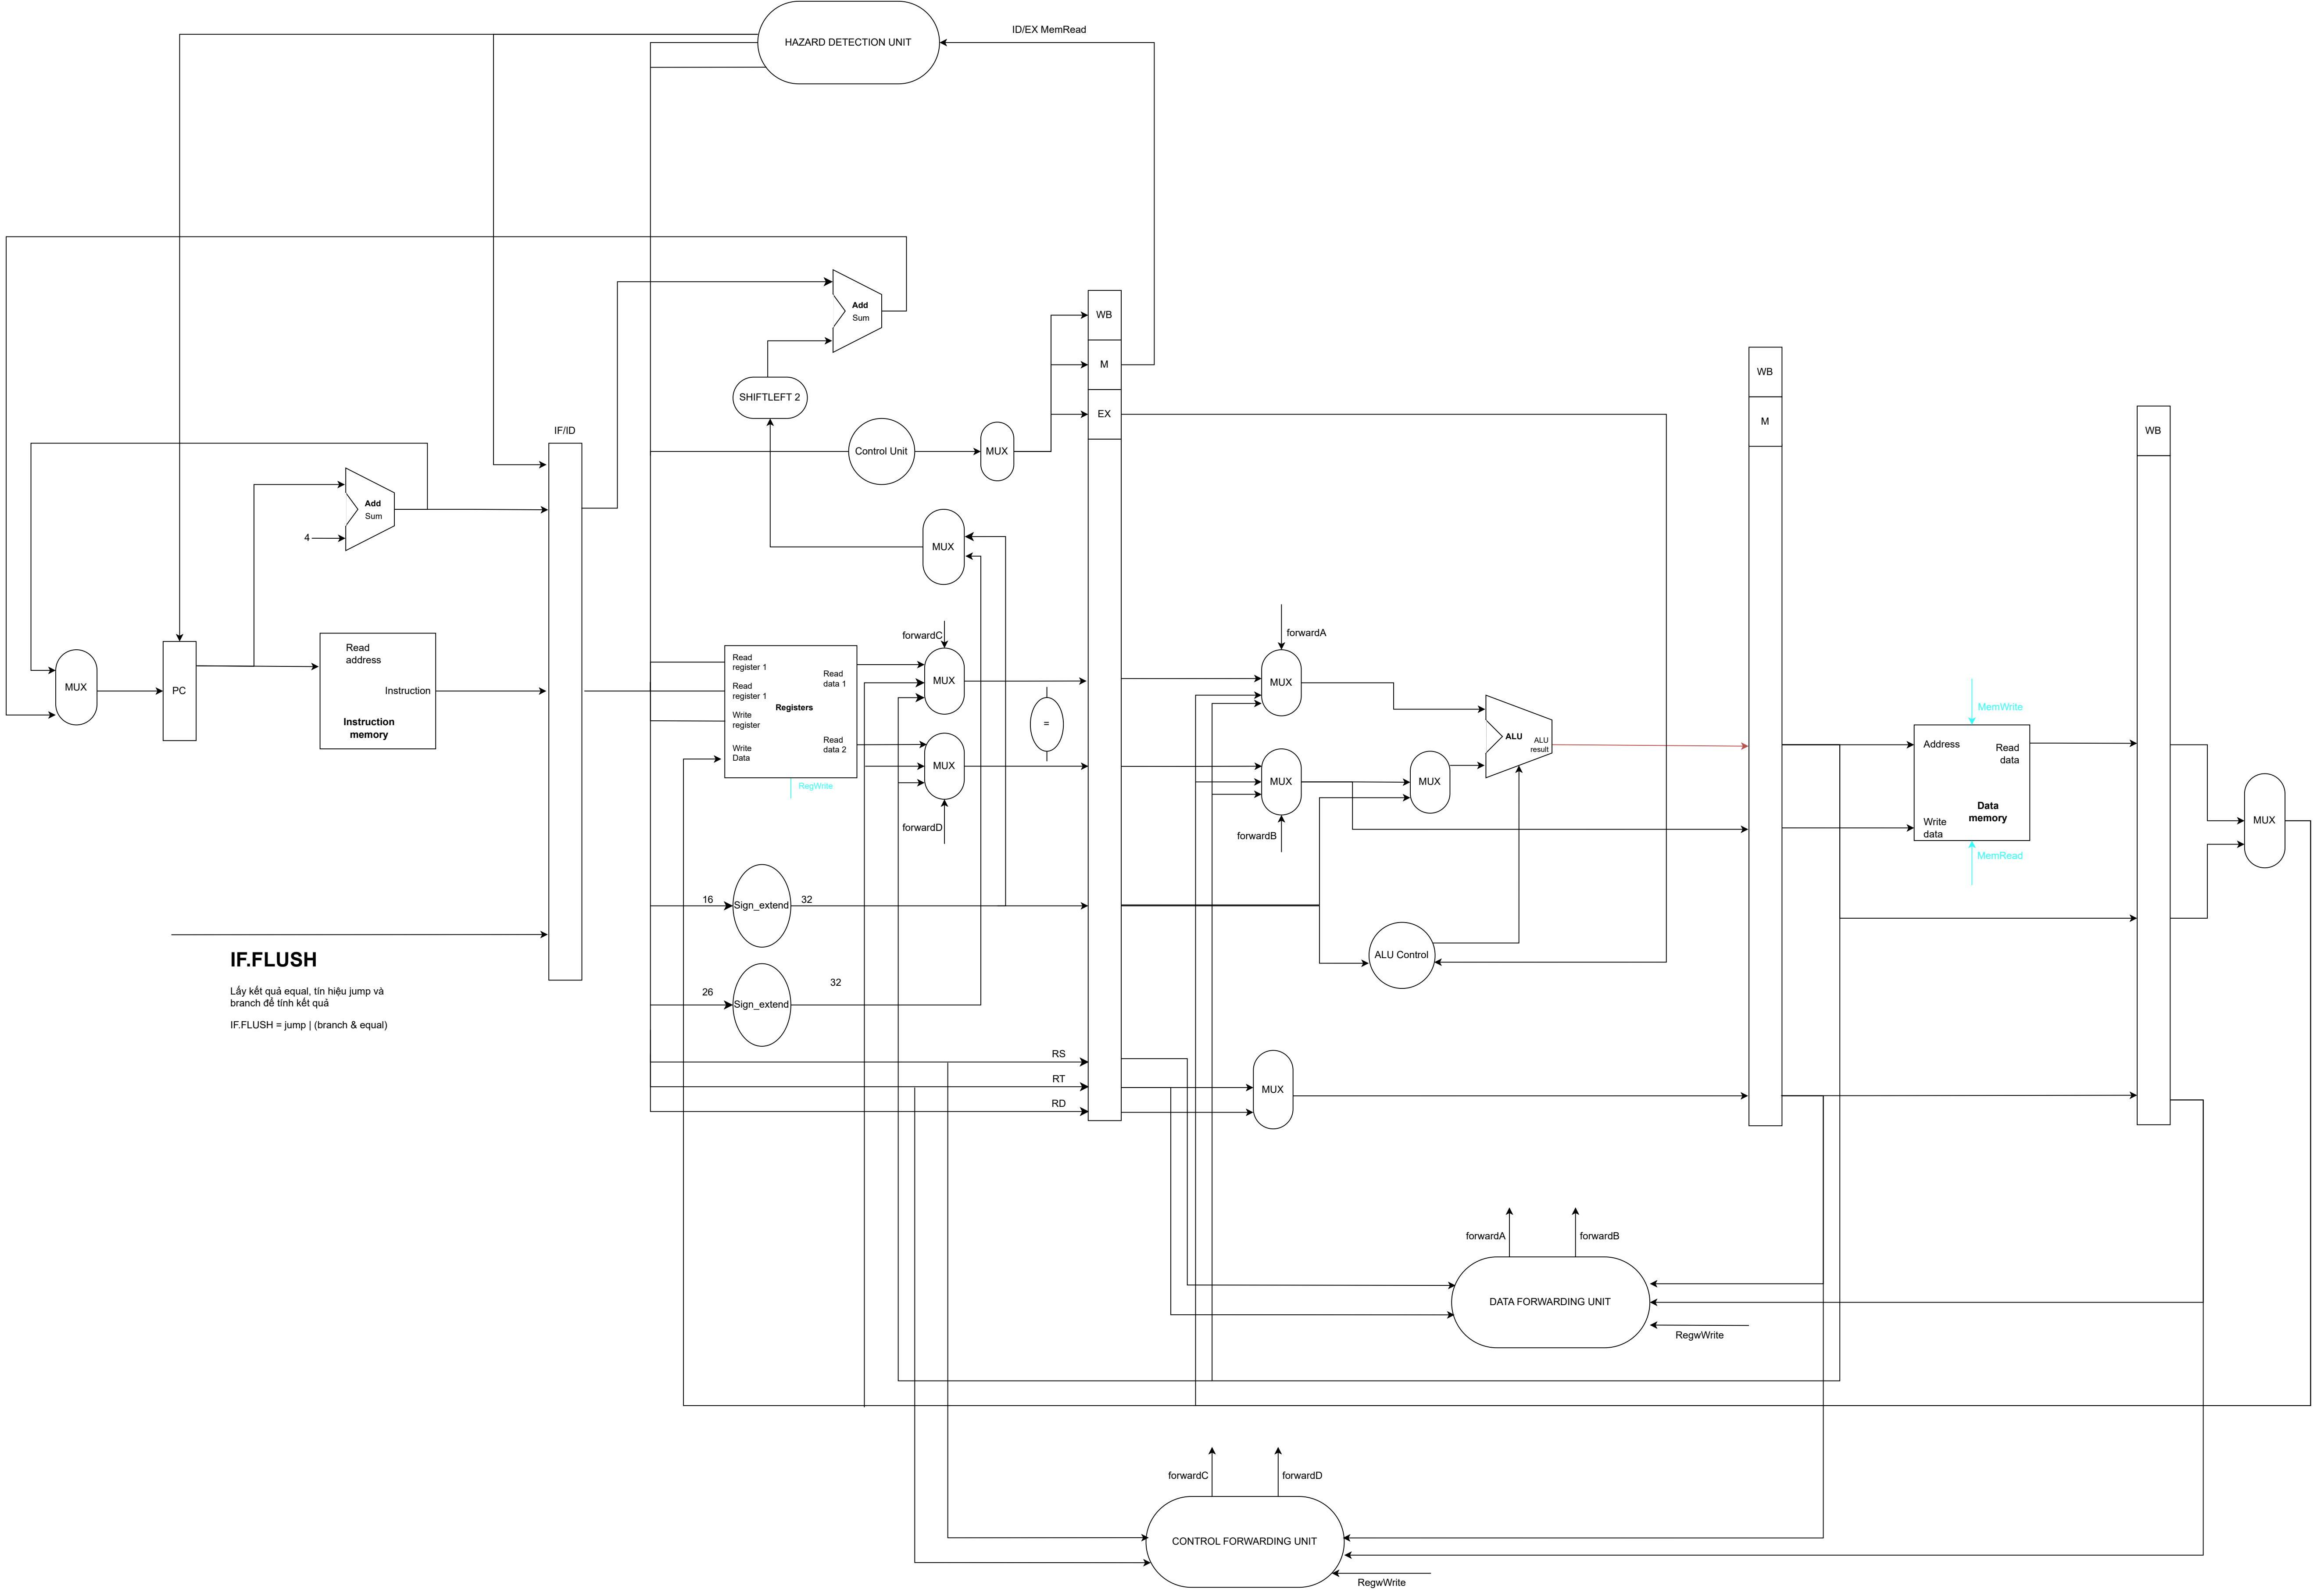 ID/EX MemRead
HAZARD DETECTION UNIT
Add
Sum
WB
M
EX
SHIFTLEFT 2
IF/ID
Control Unit
MUX
WB
M
WB
Add
Sum
4
MUX
MUX
PC
Read
address
Instruction
Instruction
memory
Read
register 1
Read
register 1
Write
register
Write
Data
Registers
Read
data 1
Read
data 2
RegWrite
forwardC
MUX
MUX
forwardD
=
forwardA
MUX
MUX
forwardB
MUX
ALU
ALU
result
MemWrite
Address
Read
data
Data
memory
Write
data
MemRead
MUX
16
Sign_extend
32
26
Sign_extend
32
ALU Control
IF.FLUSH
Lấy kết quả equal, tín hiệu jump và
branch để tính kết quả
IF.FLUSH = jump | (branch & equal)
RS
RT
RD
MUX
forwardA
forwardB
DATA FORWARDING UNIT
RegwWrite
forwardC
forwardD
CONTROL FORWARDING UNIT
RegwWrite